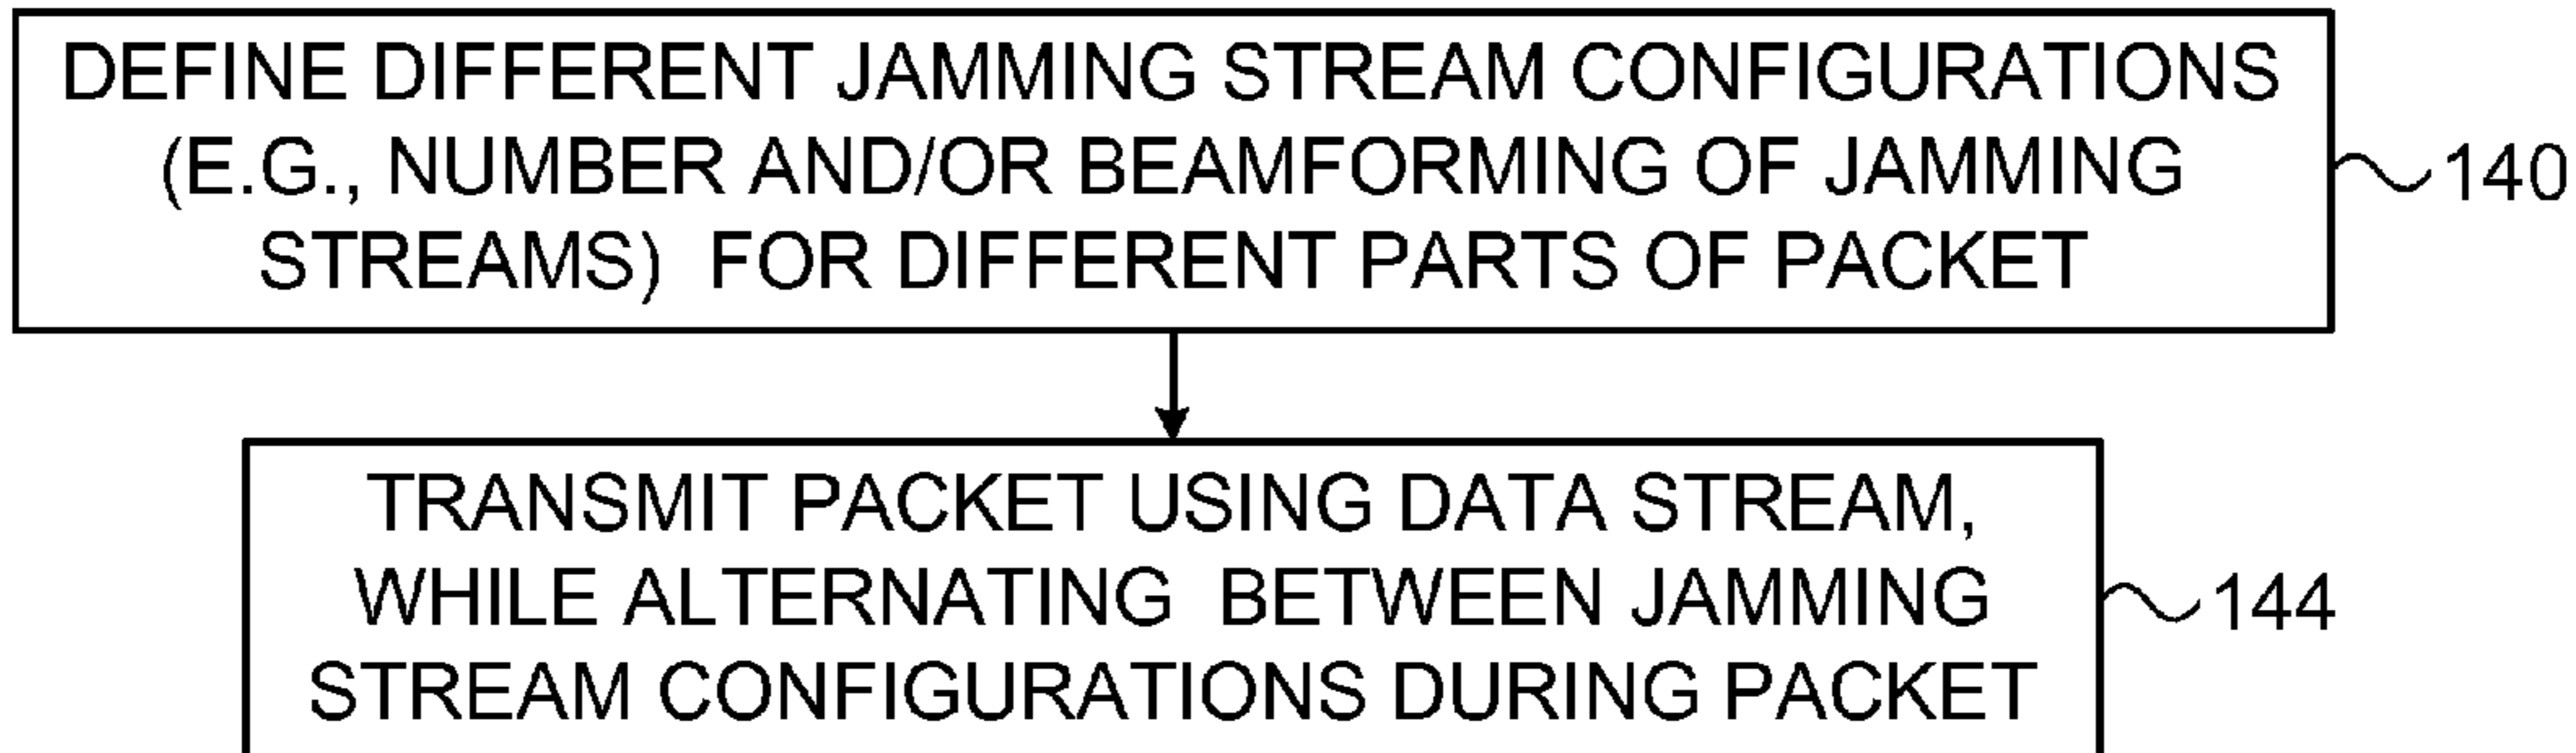 DEFINE DIFFERENT JAMMING STREAM CONFIGURATIONS
(E.G., NUMBER AND/OR BEAMFORMING OF JAMMING
STREAMS) FOR DIFFERENT PARTS OF PACKET
140
TRANSMIT PACKET USING DATA STREAM,
WHILE ALTERNATING BETWEEN JAMMING
STREAM CONFIGURATIONS DURING PACKET
144